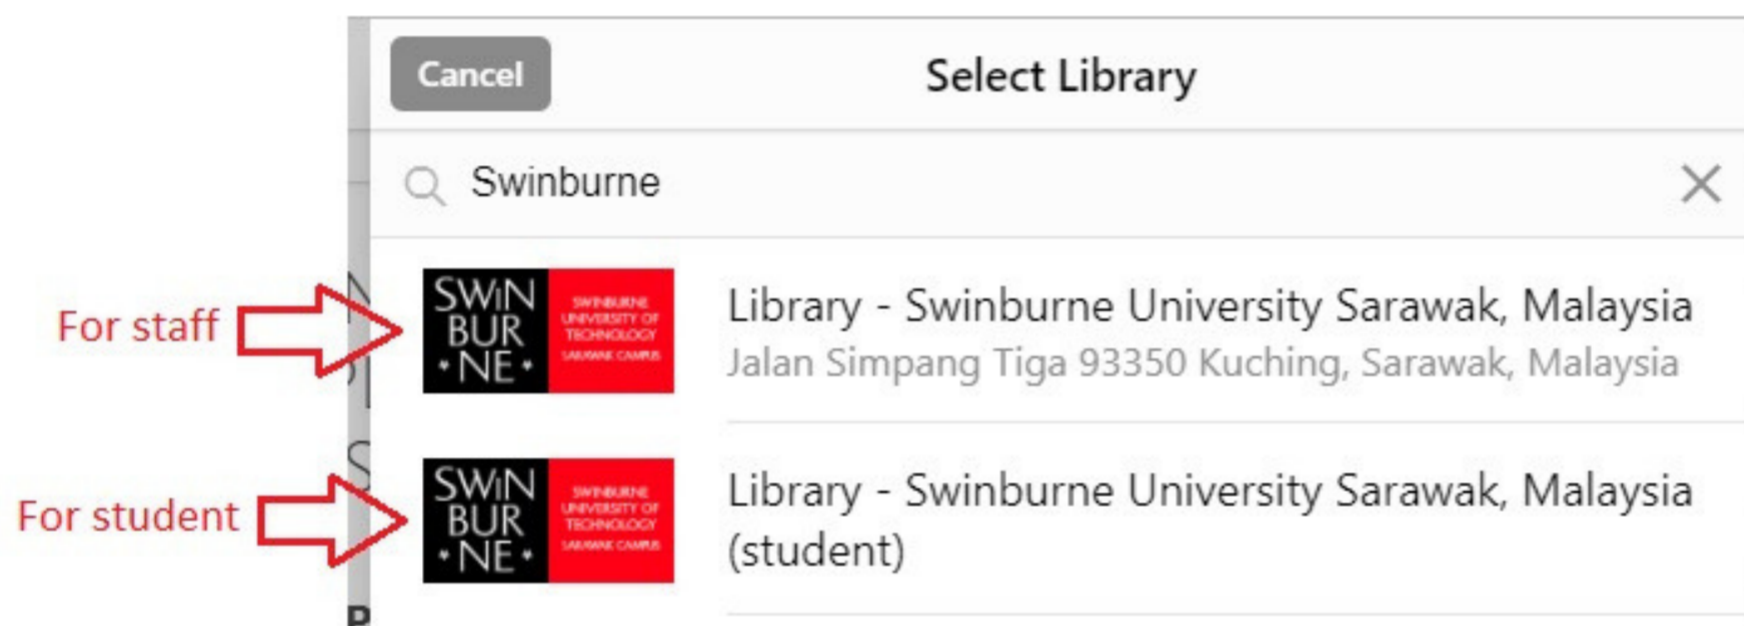 Cancel
Select Library
Swinburne
For staff
SWiN
BUR
NE
SWINBURNE
UNIVERSITY OF
TECHNOLOGY
SARAWAK CAMPUS
Library - Swinburne University Sarawak, Malaysia
Jalan Simpang Tiga 93350 Kuching, Sarawak, Malaysia
For student
SWiN
BUR
NE
SWINBURNE
UNIVERSITY OF
TECHNOLOGY
SARAWAK CAMPUS
Library - Swinburne University Sarawak, Malaysia
(student)